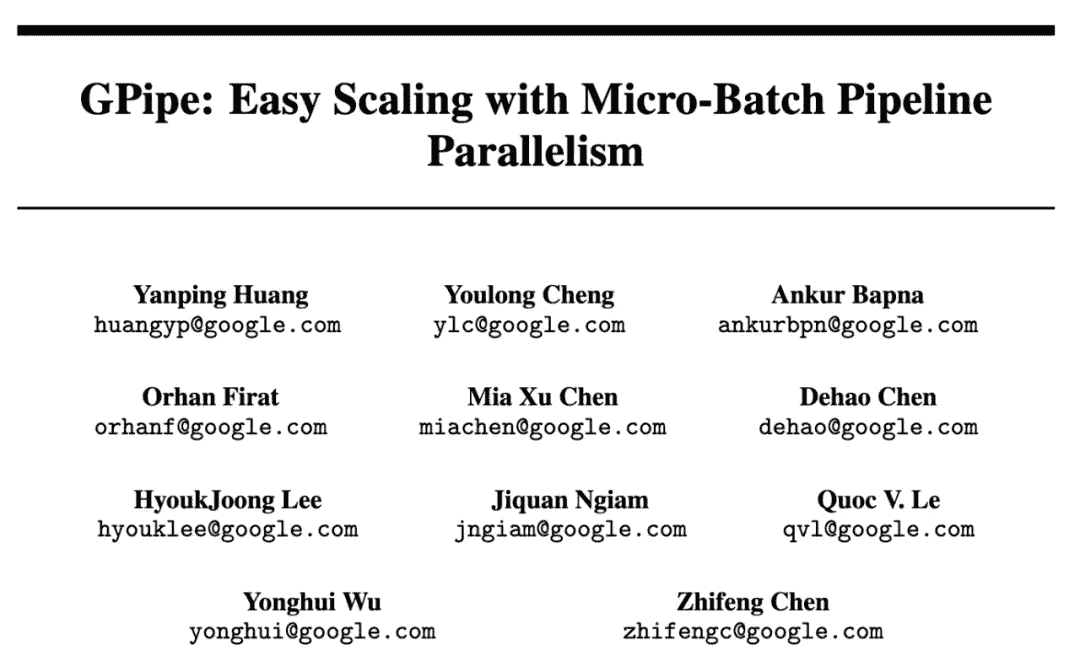 GPipe: Easy Scaling with Micro-Batch Pipeline
Parallelism
Yanping Huang
huangyp@google.com
Youlong Cheng
ylc@google.com
Ankur Bapna
ankurbpn@google.com
Orhan Firat
orhanf@google.com
Mia Xu Chen
miachen@google.com
Dehao Chen
dehao@google.com
HyoukJoong Lee
hyouklee@google.com
Jiquan Ngiam
jngiam@google.com
Quoc V. Le
qvl@google.com
Yonghui Wu
yonghui@google.com
Zhifeng Chen
zhifengc@google.com